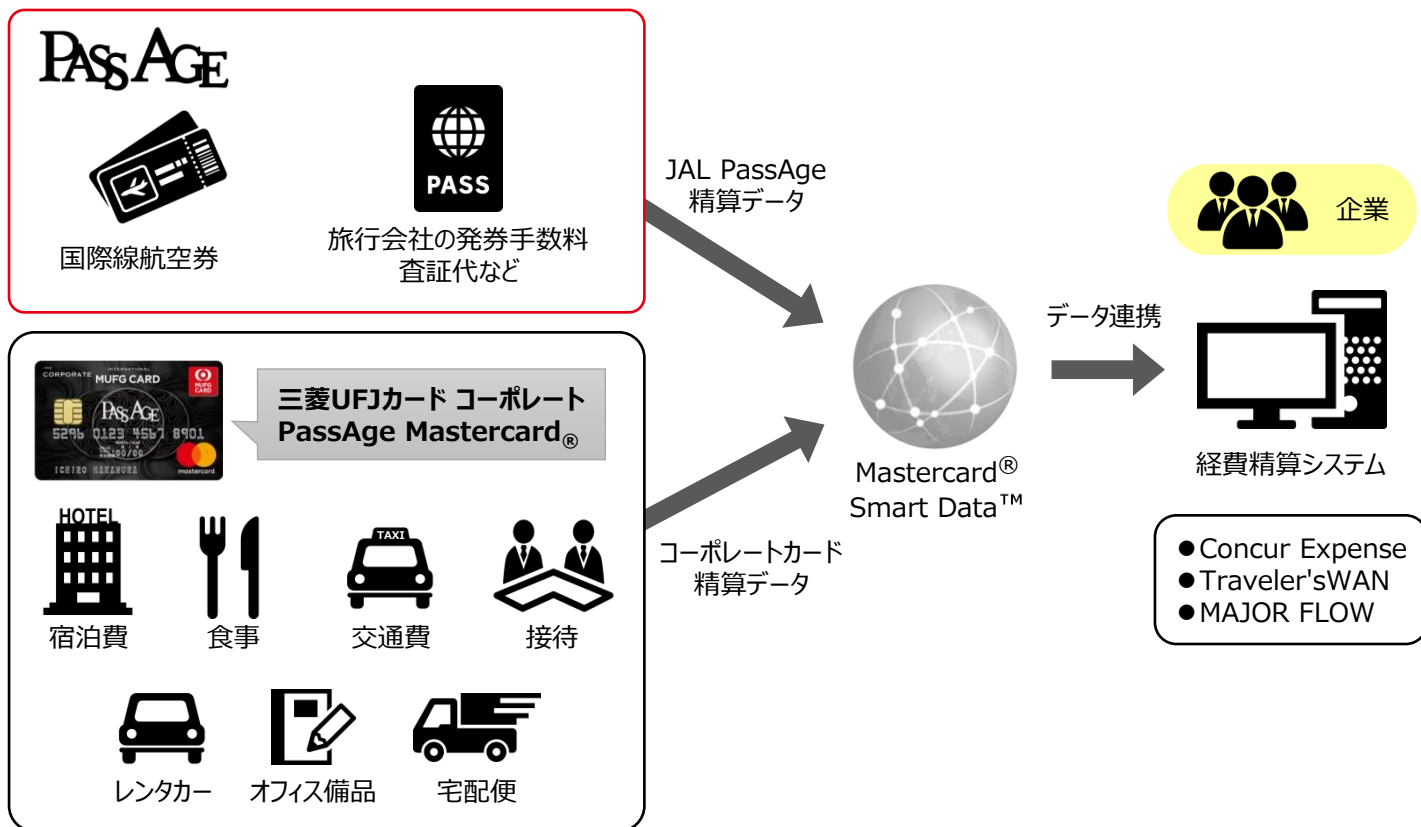 PASSAGE
PASS
国際線航空券
旅行会社の発券手数料
査証代など
JAL PassAge
精算データ
企業
CORPORATE
INTERNATIONAL
MUFG CARD
MUFG
CARD
PASSAGE
5296 0123 4567 8901
00/00
ICHIRO NAKAMURA
mastercard
三菱UFJカード コーポレート
PassAge Mastercard®
データ連携
Mastercard®
Smart Data™
経費精算システム
HOTEL
TAXI
宿泊費
食事
交通費
接待
コーポレートカード
精算データ
●Concur Expense
●Traveler'sWAN
●MAJOR FLOW
レンタカー
オフィス備品
宅配便